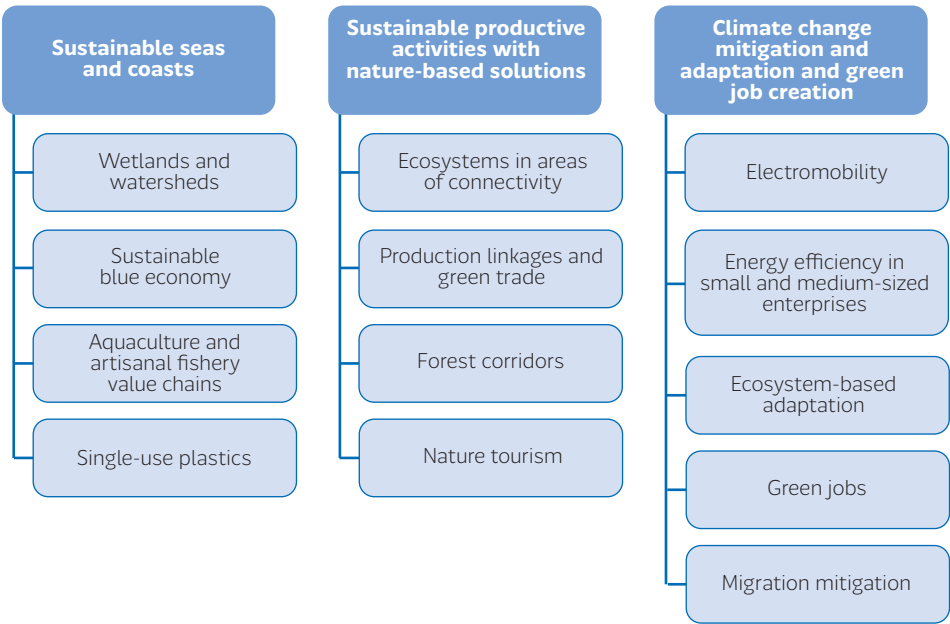 Sustainable seas
and coasts
Wetlands and
watersheds
Sustainable
blue economy
Aquaculture and
artisanal fishery
value chains
Single-use plastics
Sustainable productive
activities with
nature-based solutions
Ecosystems in areas
of connectivity
Production linkages and
green trade
Forest corridors
Nature tourism
Climate change
mitigation and
adaptation and green
job creation
Electromobility
Energy efficiency in
small and medium-sized
enterprises
Ecosystem-based
adaptation
Green jobs
Migration mitigation